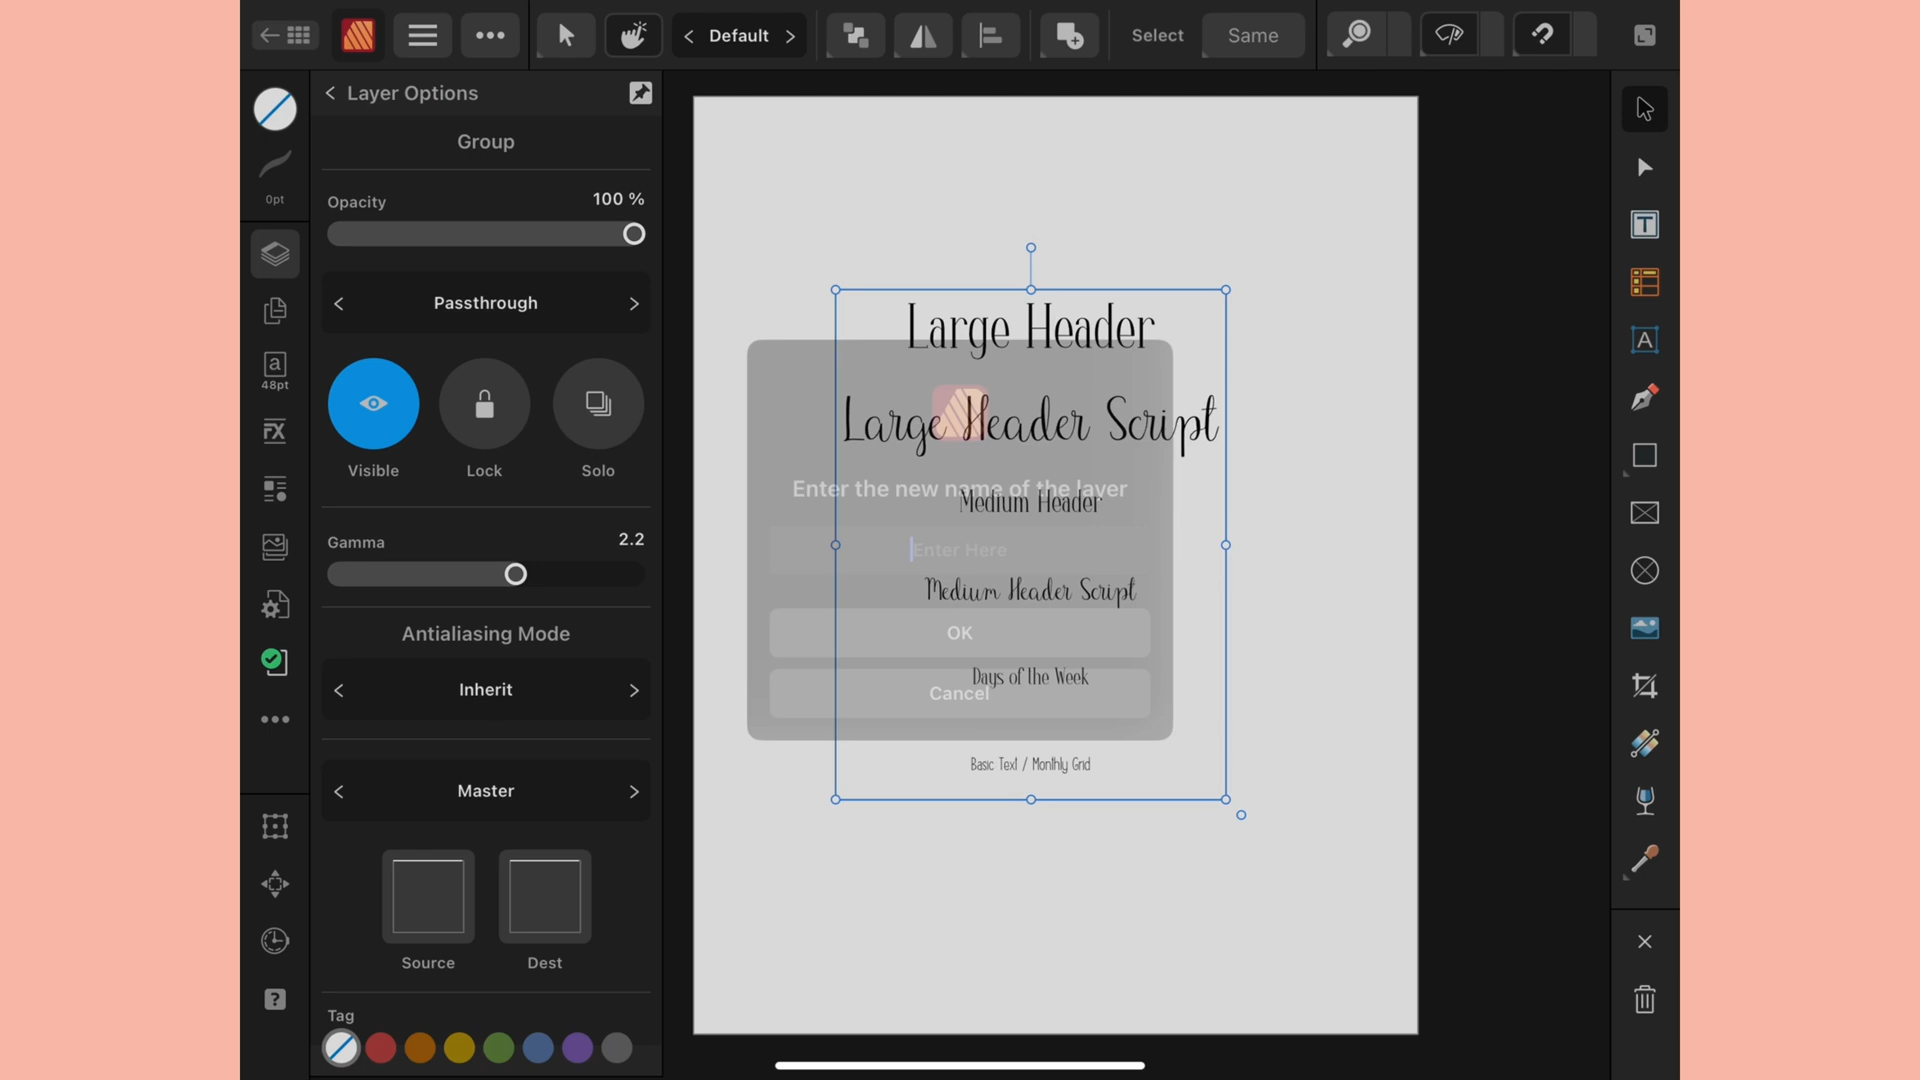 Default
Select
Same
Layer Options
Group
Opacity
100 %
0pt
Passthrough
a
48pt
Visible
Lock
Solo
FX
Gamma
2.2
Antialiasing Mode
Inherit
Master
Source
Dest
Tag
?
Large Header
Large Header Script
Enter the new name of the layer
Medium Header
Enter Here
Medium Header Script
OK
Days of the Week
Cancel
Basic Text / Monthly Grid
T
A